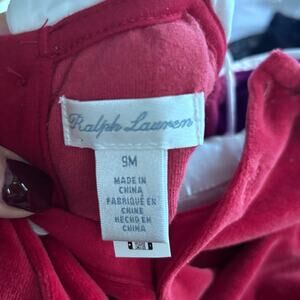 Ralph Lauren
9M
MADE IN
CHINA
FABRIQUÉ EN
CHINE
HECHO EN
CHINA